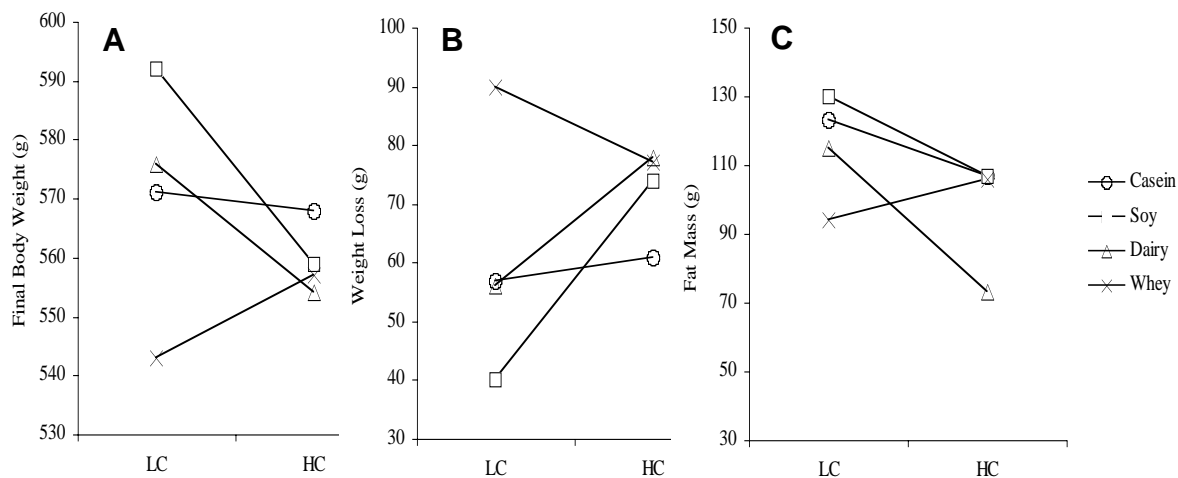 A
Final Body Weight (g)
600
590
580
570
560
550
540
530
LC
HC
B
Weight Loss (g)
100
90
80
70
60
50
40
30
LC
HC
C
Fat Mass (g)
150
130
110
90
70
50
30
LC
HC
Casein
Soy
Dairy
Whey